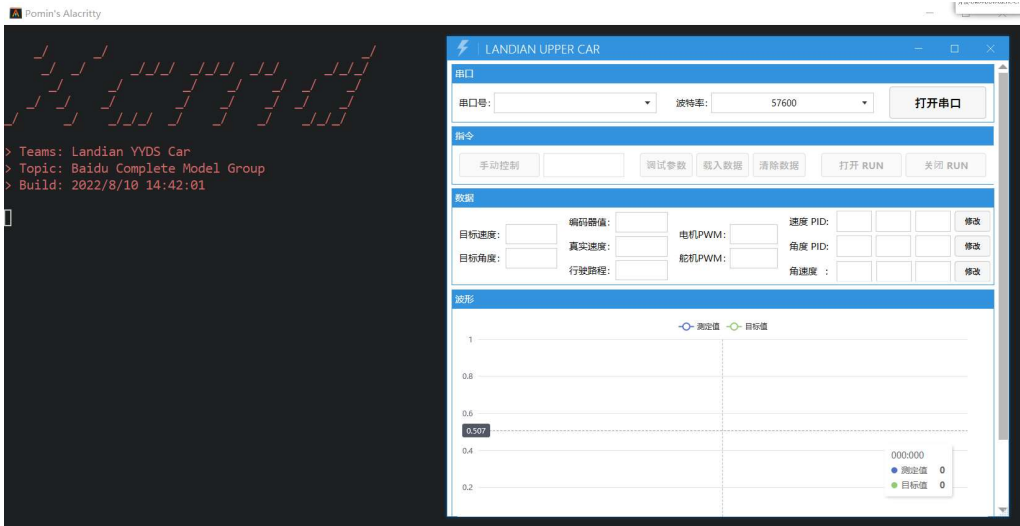 Pomin's Alacritty
> Teams: Landian YYDS Car
> Topic: Baidu Complete Model Group
> Build: 2022/8/10 14:42:01
LANDIAN UPPER CAR
串口
串口号: 波特率: 57600 打开串口
指令
手动控制 调试参数 载入数据 清除数据 打开 RUN 关闭 RUN
数据
目标速度: 编码器值: 电机PWM: 速度 PID: 修改
目标角度: 真实速度: 舵机PWM: 角度 PID: 修改
行驶路程: 角速度 : 修改
波形
测定值 目标值
1
0.8
0.6
0.507
0.4
0.2
000:000
测定值 0
目标值 0